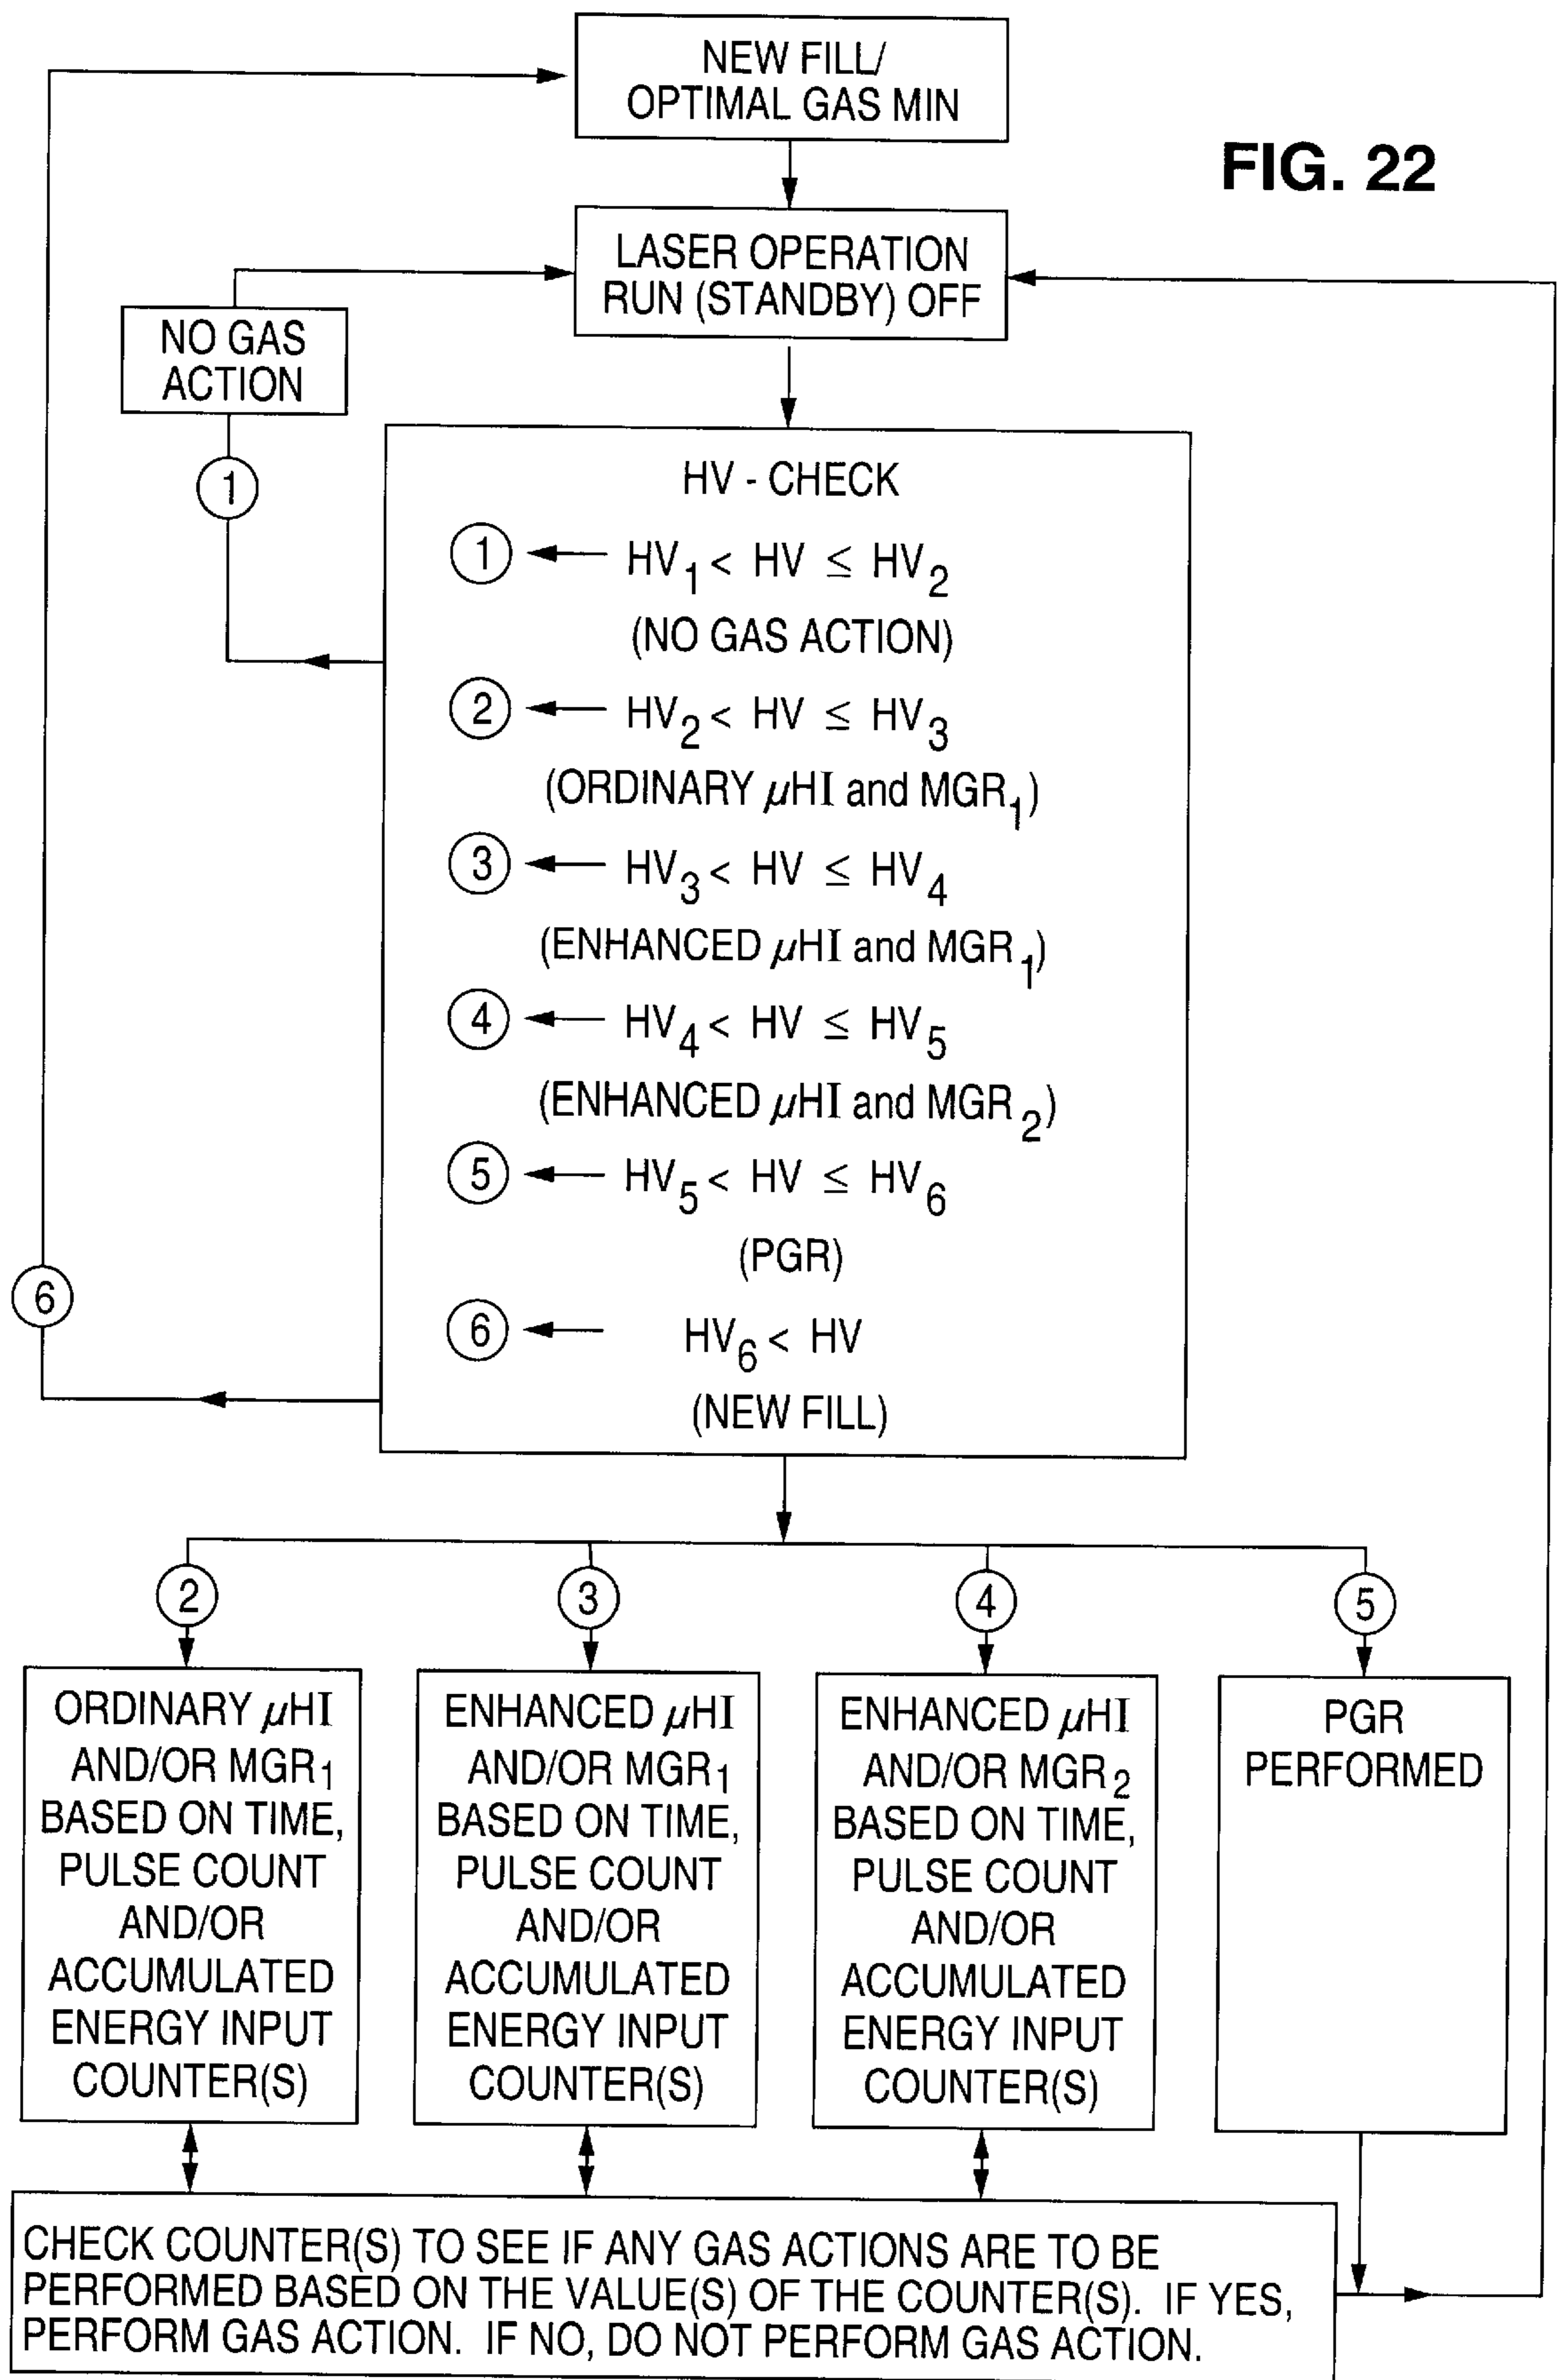 NEW FILL/
OPTIMAL GAS MIN
FIG. 22
LASER OPERATION
RUN (STANDBY) OFF
NO GAS
ACTION
1
HV - CHECK
1 HV1 < HV ≤ HV2
(NO GAS ACTION)
2 HV2 < HV ≤ HV3
(ORDINARY μHI and MGR1)
3 HV3 < HV ≤ HV4
(ENHANCED μHI and MGR1)
4 HV4 < HV ≤ HV5
(ENHANCED μHI and MGR2)
5 HV5 < HV ≤ HV6
(PGR)
6 HV6 < HV
(NEW FILL)
6
2
ORDINARY μHI
AND/OR MGR1
BASED ON TIME,
PULSE COUNT
AND/OR
ACCUMULATED
ENERGY INPUT
COUNTER(S)
3
ENHANCED μHI
AND/OR MGR1
BASED ON TIME,
PULSE COUNT
AND/OR
ACCUMULATED
ENERGY INPUT
COUNTER(S)
4
ENHANCED μHI
AND/OR MGR2
BASED ON TIME,
PULSE COUNT
AND/OR
ACCUMULATED
ENERGY INPUT
COUNTER(S)
5
PGR
PERFORMED
CHECK COUNTER(S) TO SEE IF ANY GAS ACTIONS ARE TO BE
PERFORMED BASED ON THE VALUE(S) OF THE COUNTER(S). IF YES,
PERFORM GAS ACTION. IF NO, DO NOT PERFORM GAS ACTION.